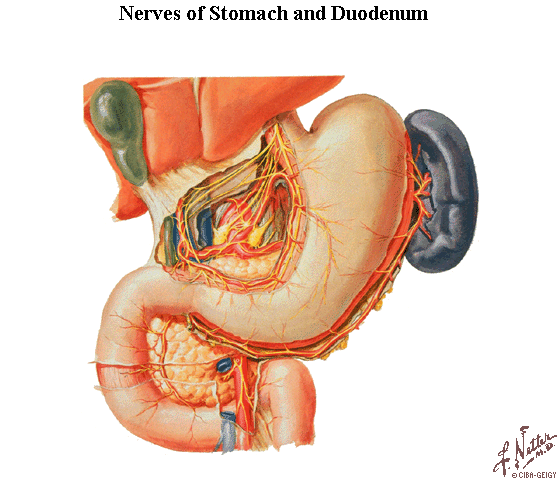 Nerves of Stomach and Duodenum
F. Netter
M.D.
© CIBA-GEIGY